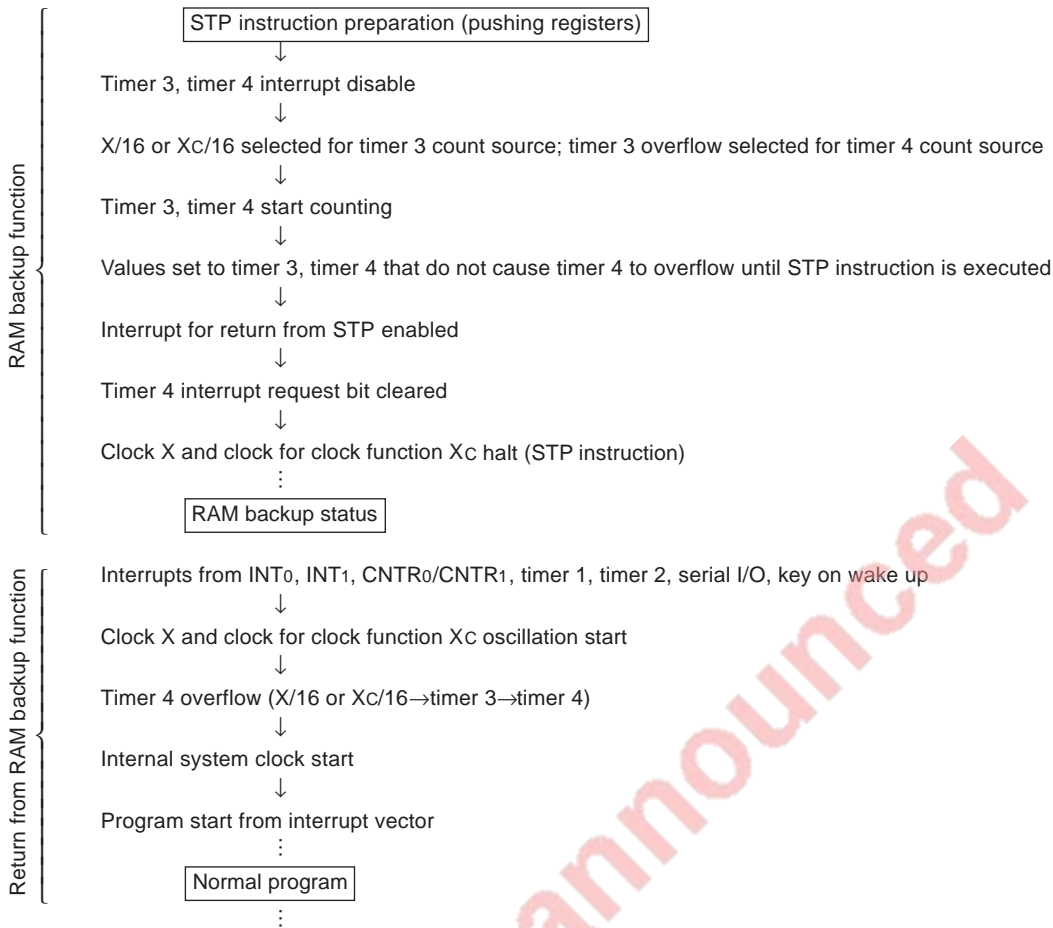 STP instruction preparation (pushing registers)
↓
Timer 3, timer 4 interrupt disable
↓
X/16 or XC/16 selected for timer 3 count source; timer 3 overflow selected for timer 4 count source
↓
Timer 3, timer 4 start counting
↓
Values set to timer 3, timer 4 that do not cause timer 4 to overflow until STP instruction is executed
↓
Interrupt for return from STP enabled
↓
Timer 4 interrupt request bit cleared
↓
Clock X and clock for clock function XC halt (STP instruction)
⋮
RAM backup status
RAM backup function
Interrupts from INT0, INT1, CNTR0/CNTR1, timer 1, timer 2, serial I/O, key on wake up
↓
Clock X and clock for clock function XC oscillation start
↓
Timer 4 overflow (X/16 or XC/16→timer 3→timer 4)
↓
Internal system clock start
↓
Program start from interrupt vector
⋮
Normal program
⋮
Return from RAM backup function
announced